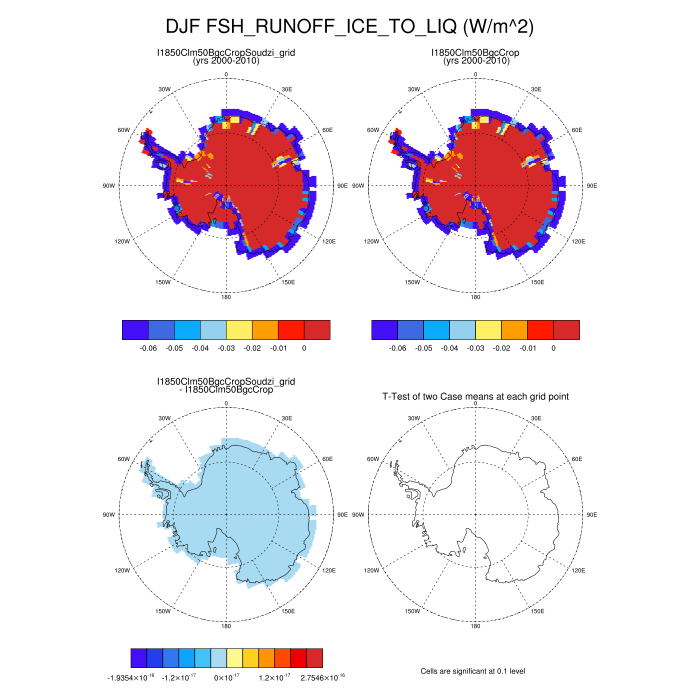 DJF FSH_RUNOFF_ICE_TO_LIQ (W/m^2)
I1850Clm50BgcCropSoudzi_grid
(yrs 2000-2010)
I1850Clm50BgcCrop
(yrs 2000-2010)
0
30W 30E
60W 60E
90W 90E
120W 120E
150W 150E
180
0
30W 30E
60W 60E
90W 90E
120W 120E
150W 150E
180
-0.06 -0.05 -0.04 -0.03 -0.02 -0.01 0
-0.06 -0.05 -0.04 -0.03 -0.02 -0.01 0
I1850Clm50BgcCropSoudzi_grid
- I1850Clm50BgcCrop
T-Test of two Case means at each grid point
0
30W 30E
60W 60E
90W 90E
120W 120E
150W 150E
180
0
30W 30E
60W 60E
90W 90E
120W 120E
150W 150E
180
-1.9354×10⁻¹⁶ -1.2×10⁻¹⁷ 0×10⁻¹⁷ 1.2×10⁻¹⁷ 2.7546×10⁻¹⁶
Cells are significant at 0.1 level